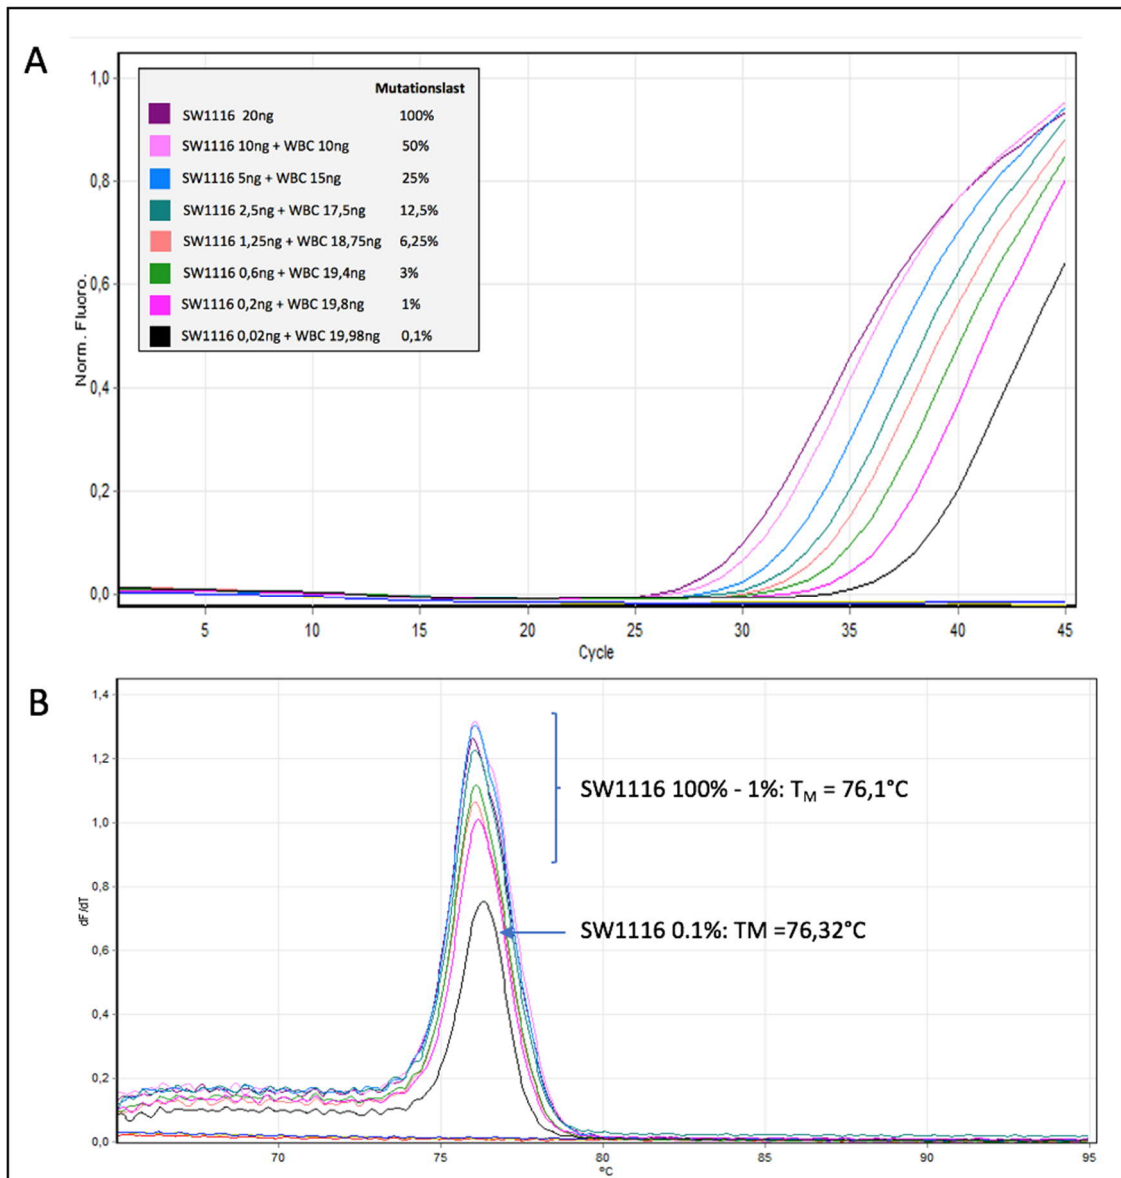 A
1,0
0,8
0,6
0,4
0,2
0,0
Norm. Fluoro.
Mutationslast
SW1116 20ng 100%
SW1116 10ng + WBC 10ng 50%
SW1116 5ng + WBC 15ng 25%
SW1116 2,5ng + WBC 17,5ng 12,5%
SW1116 1,25ng + WBC 18,75ng 6,25%
SW1116 0,6ng + WBC 19,4ng 3%
SW1116 0,2ng + WBC 19,8ng 1%
SW1116 0,02ng + WBC 19,98ng 0,1%
5 10 15 20 25 30 35 40 45
Cycle
B
1,4
1,2
1,0
0,8
0,6
0,4
0,2
0,0
dF/dT
SW1116 100% - 1%: TM = 76,1°C
SW1116 0.1%: TM =76,32°C
70 75 80 85 90 95
°C